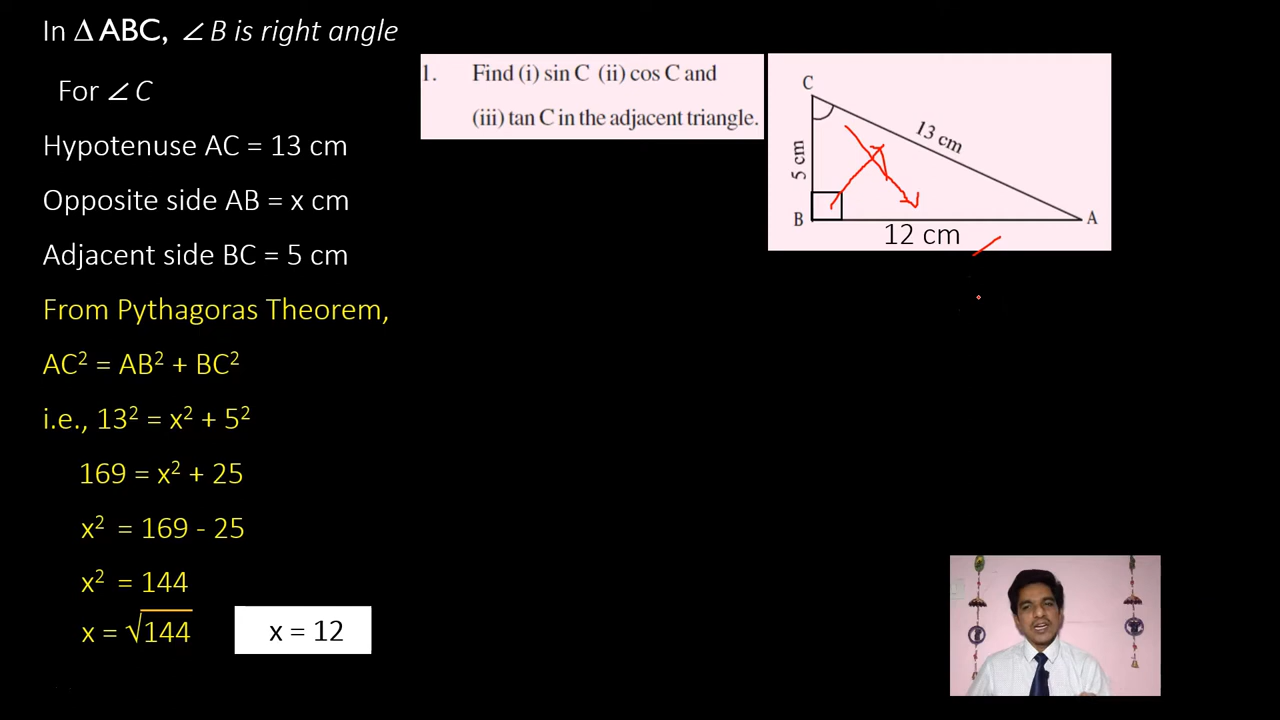 In Δ ABC, ∠B is right angle
For ∠C
Hypotenuse AC = 13 cm
Opposite side AB = x cm
Adjacent side BC = 5 cm
From Pythagoras Theorem,
AC² = AB² + BC²
i.e., 13² = x² + 5²
169 = x² + 25
x² = 169 - 25
x² = 144
x = √144
x = 12
1. Find (i) sin C (ii) cos C and
(iii) tan C in the adjacent triangle.
C
13 cm
5 cm
B
A
12 cm